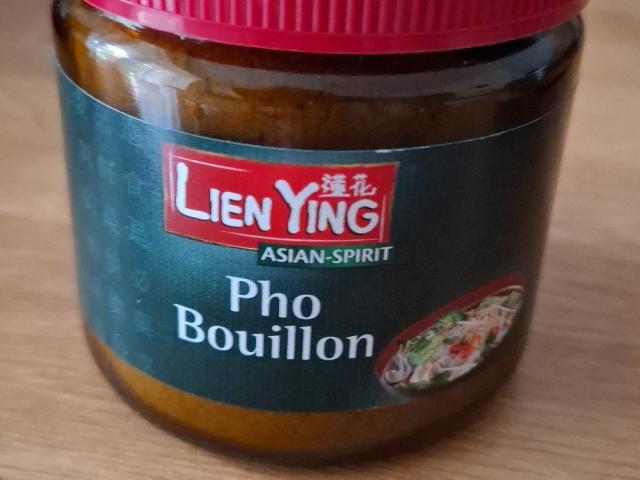 蓮花
LIEN YING
ASIAN-SPIRIT
Pho
Bouillon